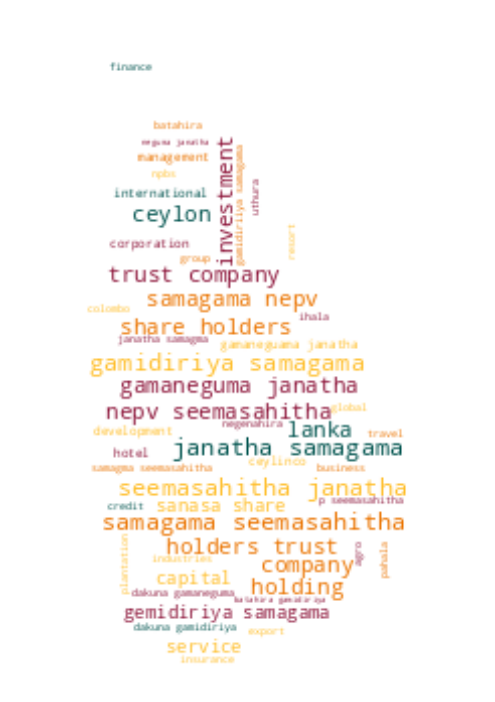 finance
batahira
neguma janatha
management
npbs
international
ceylon
investment
gamidiriya samagama
uthura
corporation
resort
group
trust company
samagama nepv
colombo
ihala
share holders
janatha samagma
gamaneguama janatha
gamidiriya samagama
gamaneguma janatha
nepv seemasahitha
global
negenahira
lanka
development
travel
janatha samagama
hotel
ceylinco
samagma seemasahitha
business
seemasahitha janatha
p seemasahitha
credit
sanasa share
samagama seemasahitha
holders trust
agro
pahala
plantation
industries
company
capital
holding
dakuna gamaneguma
batahira gamidiriya
gemidiriya samagama
dakuna gamidiriya
export
service
insurance